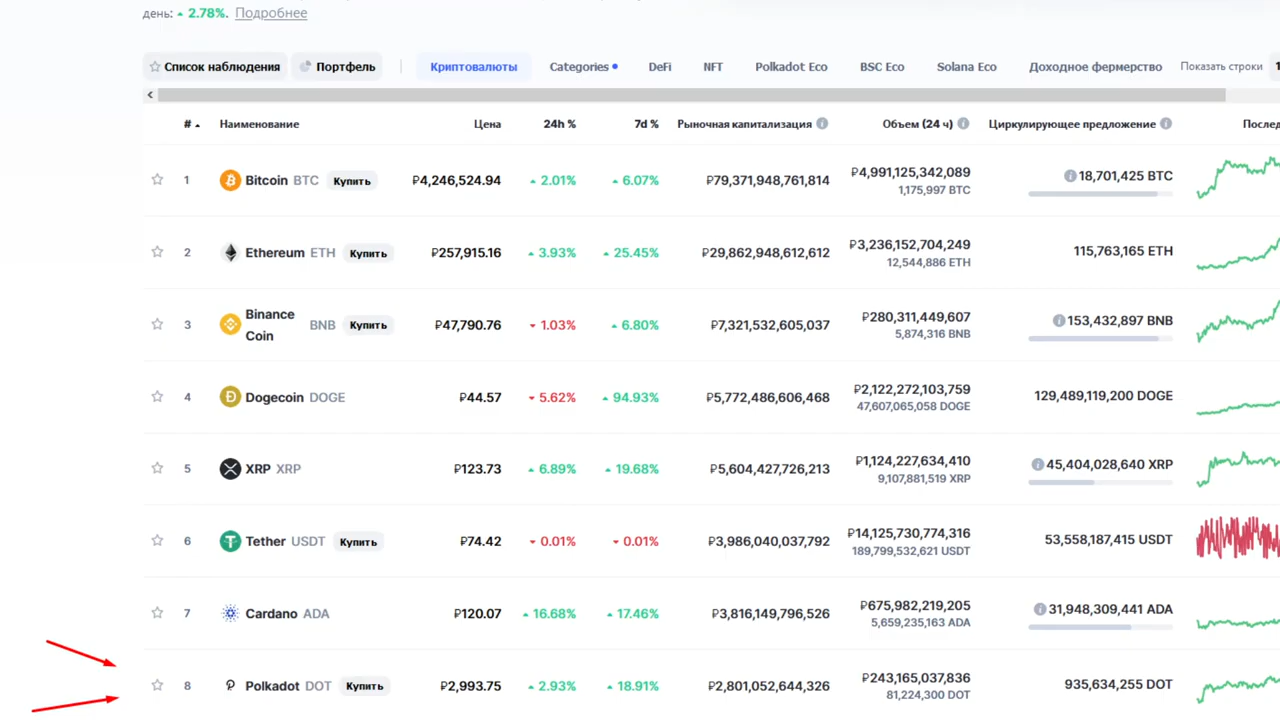 день: 2.78%. Подробнее
Список наблюдения Портфель Криптовалюты Categories DeFi NFT Polkadot Eco BSC Eco Solana Eco Доходное фермерство Показать строки
# Наименование Цена 24h % 7d % Рыночная капитализация Объем (24 ч) Циркулирующее предложение
1 Bitcoin BTC Купить ₽4,246,524.94 2.01% 6.07% ₽79,371,948,761,814 ₽4,991,125,342,089 18,701,425 BTC
1,175,997 BTC
2 Ethereum ETH Купить ₽257,915.16 3.93% 25.45% ₽29,862,948,612,612 ₽3,236,152,704,249 115,763,165 ETH
12,544,886 ETH
3 Binance Coin BNB Купить ₽47,790.76 1.03% 6.80% ₽7,321,532,605,037 ₽280,311,449,607 153,432,897 BNB
5,874,316 BNB
4 Dogecoin DOGE ₽44.57 5.62% 94.93% ₽5,772,486,606,468 ₽2,122,272,103,759 129,489,119,200 DOGE
47,607,065,058 DOGE
5 XRP XRP ₽123.73 6.89% 19.68% ₽5,604,427,726,213 ₽1,124,227,634,410 45,404,028,640 XRP
9,107,881,519 XRP
6 Tether USDT Купить ₽74.42 0.01% 0.01% ₽3,986,040,037,792 ₽14,125,730,774,316 53,558,187,415 USDT
189,799,532,621 USDT
7 Cardano ADA ₽120.07 16.68% 17.46% ₽3,816,149,796,526 ₽675,982,219,205 31,948,309,441 ADA
5,659,235,163 ADA
8 Polkadot DOT Купить ₽2,993.75 2.93% 18.91% ₽2,801,052,644,326 ₽243,165,037,836 935,634,255 DOT
81,224,300 DOT